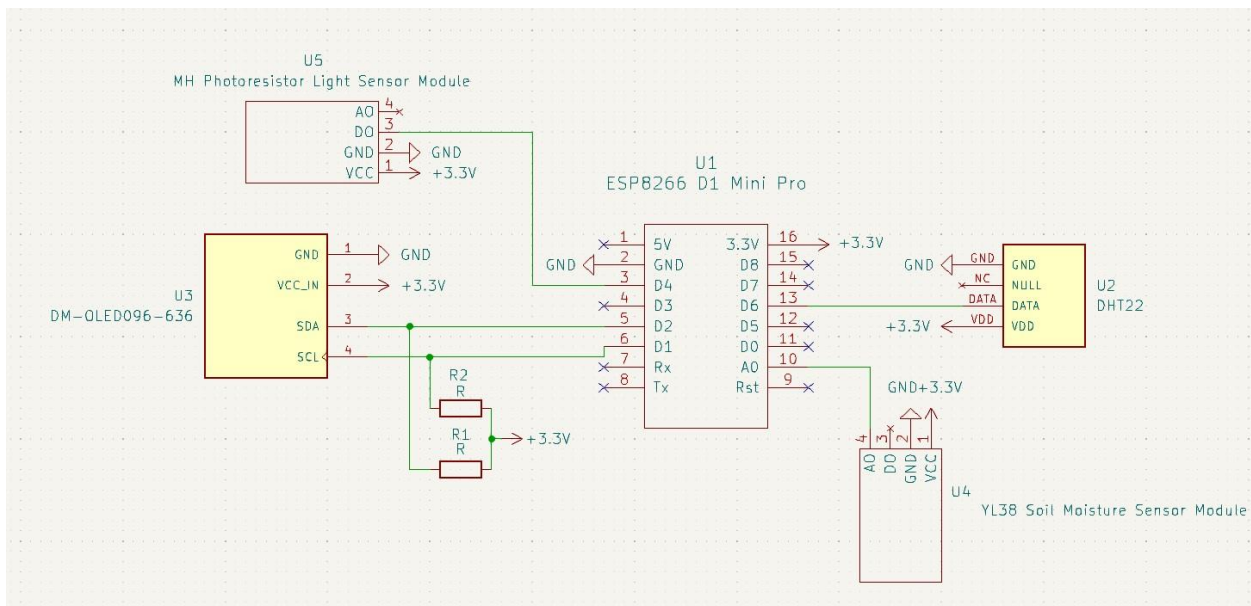 U5
MH Photoresistor Light Sensor Module
AO 4
DO 3
GND 2 GND
VCC 1 +3.3V
U1
ESP8266 D1 Mini Pro
1 5V 3.3V 16 +3.3V
GND 2 GND D8 15
3 D4 D7 14
4 D3 D6 13
5 D2 D5 12
6 D1 D0 11
7 Rx A0 10
8 Tx Rst 9
U3
DM-OLED096-636
GND 1 GND
VCC_IN 2 +3.3V
SDA 3
SCL 4
GND GND GND
NC NULL
DATA DATA
+3.3V VDD VDD
U2
DHT22
R2
R
R1
R
+3.3V
GND+3.3V
4 3 2 1
AO DO GND VCC
U4
YL38 Soil Moisture Sensor Module